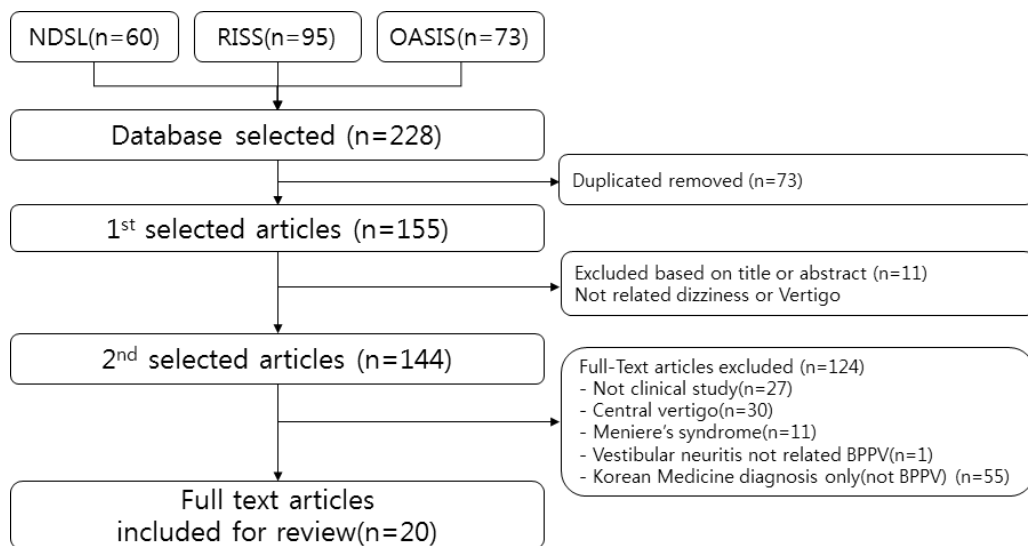 NDSL(n=60)
RISS(n=95)
OASIS(n=73)
Database selected (n=228)
Duplicated removed (n=73)
1st selected articles (n=155)
Excluded based on title or abstract (n=11)
Not related dizziness or Vertigo
2nd selected articles (n=144)
Full-Text articles excluded (n=124)
- Not clinical study(n=27)
- Central vertigo(n=30)
- Meniere's syndrome(n=11)
- Vestibular neuritis not related BPPV(n=1)
- Korean Medicine diagnosis only(not BPPV) (n=55)
Full text articles
included for review(n=20)